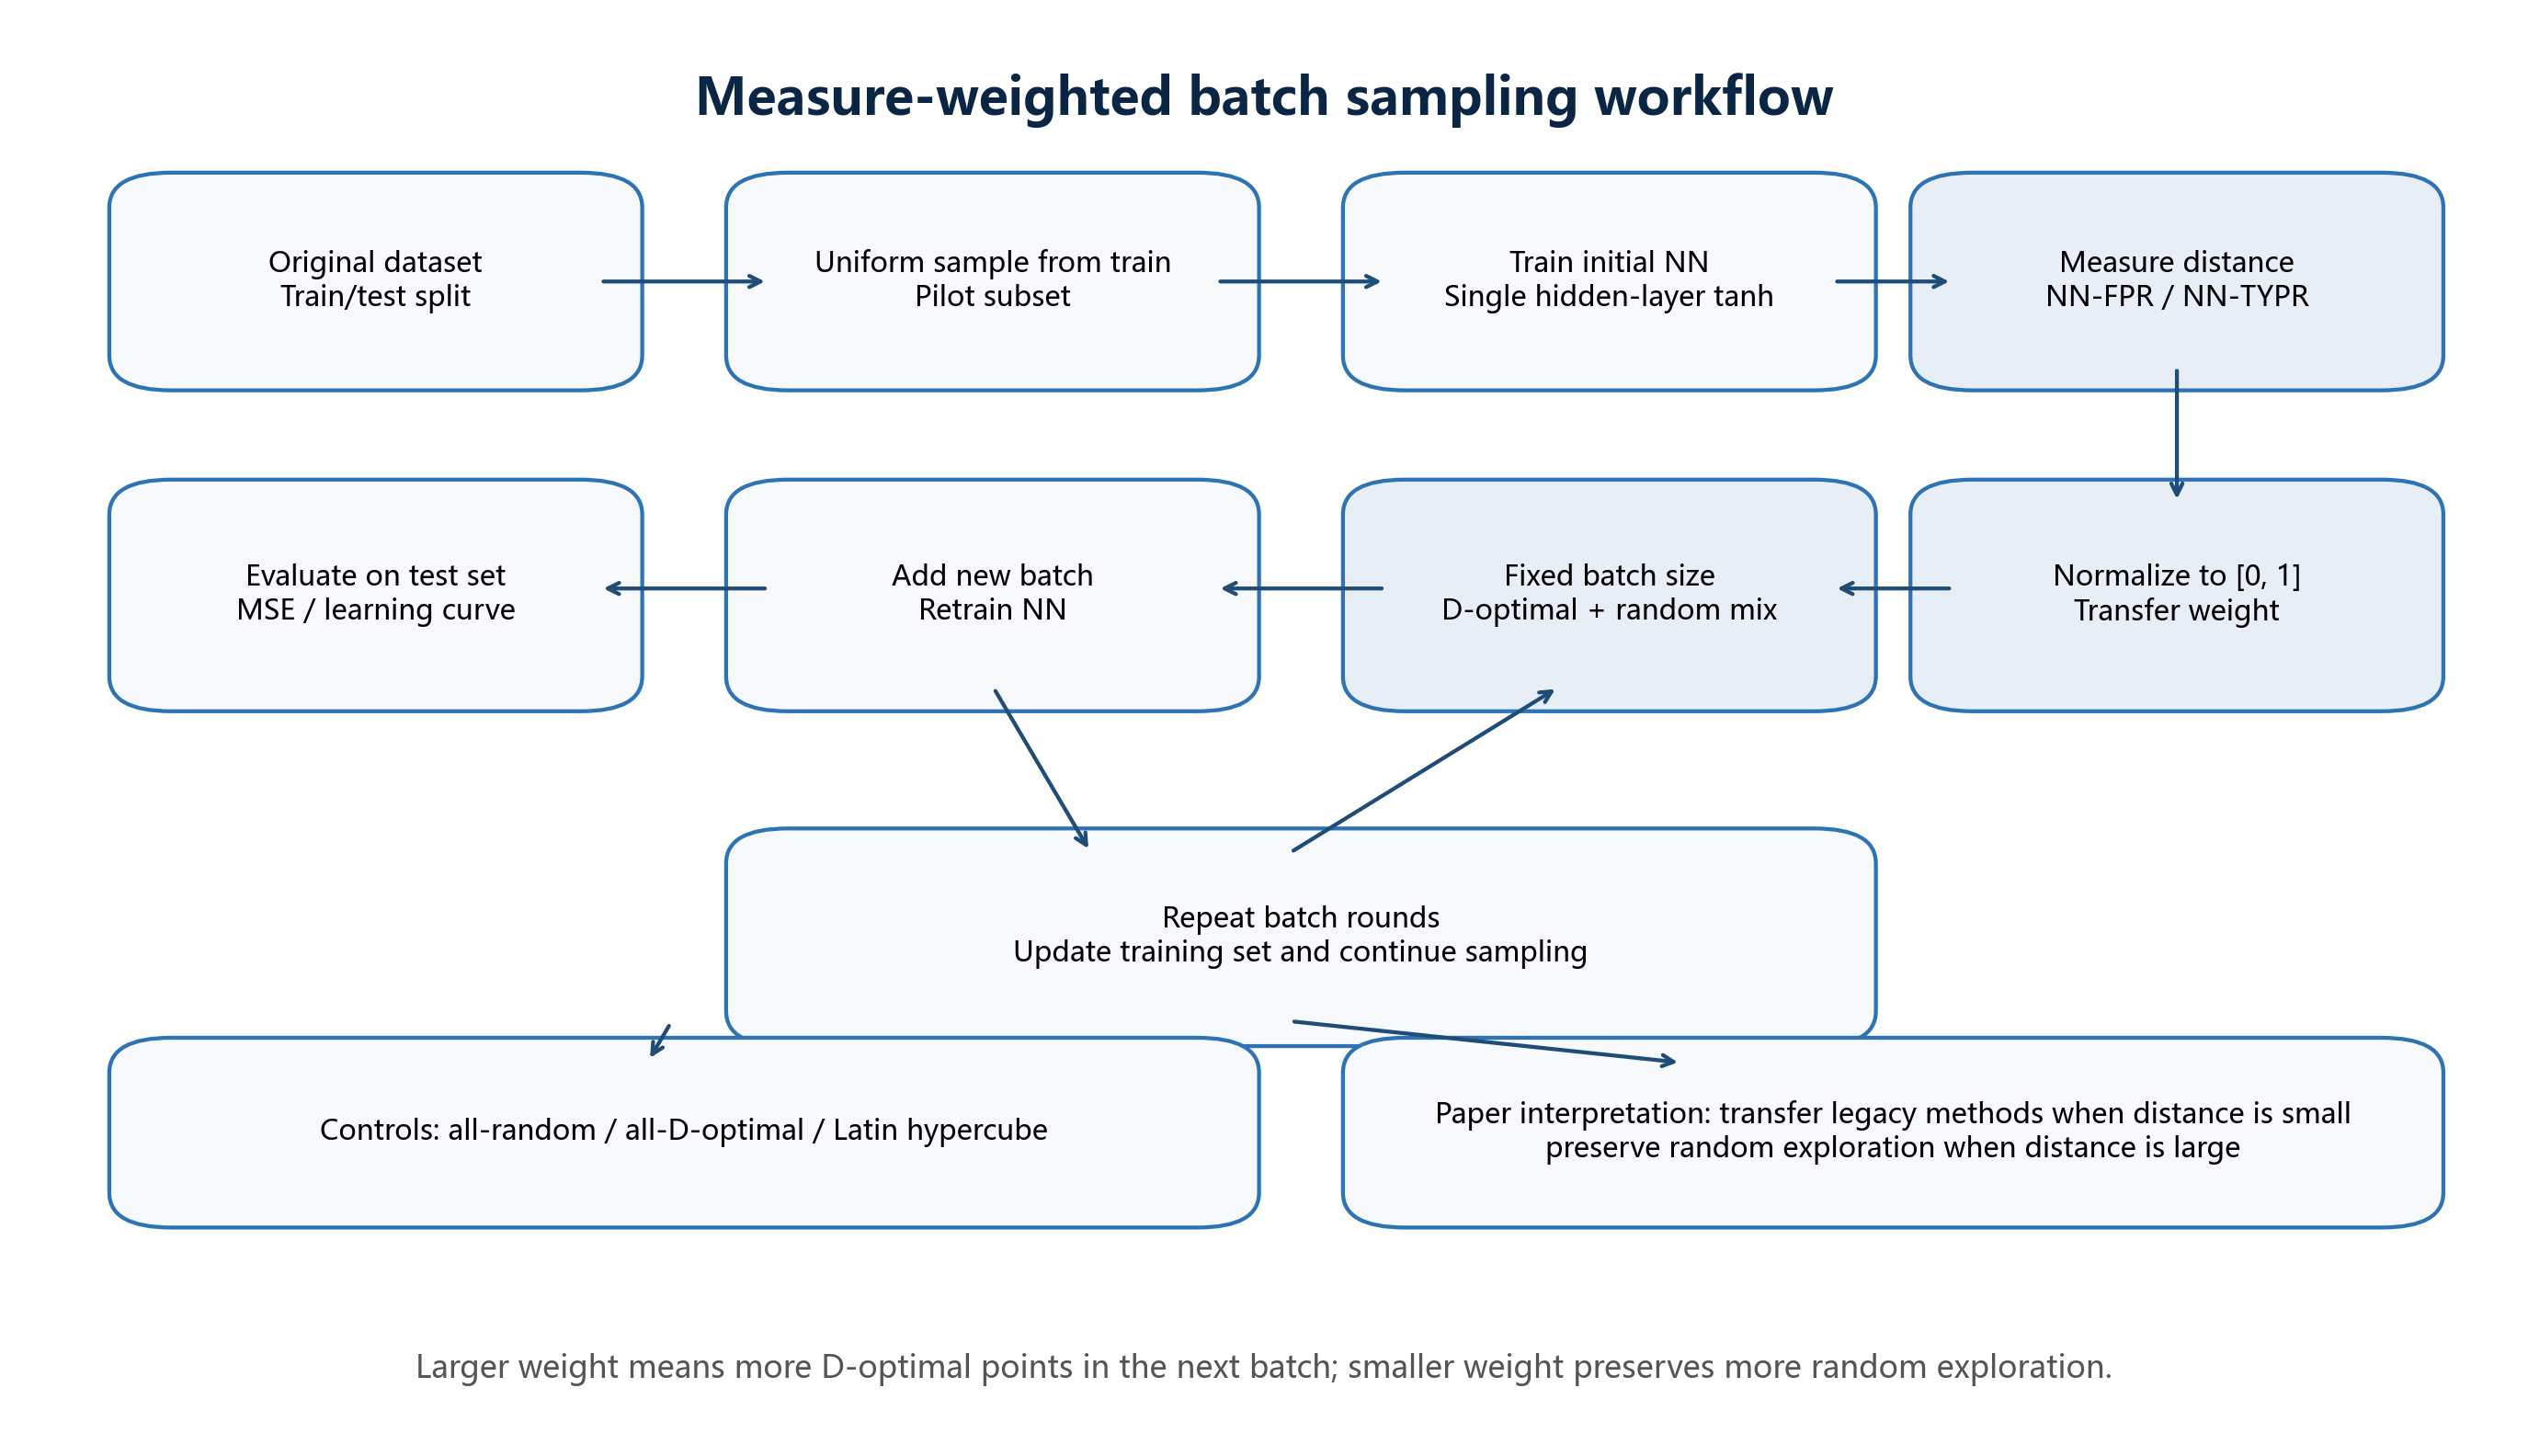 Measure-weighted batch sampling workflow
Original dataset
Train/test split
Uniform sample from train
Pilot subset
Train initial NN
Single hidden-layer tanh
Measure distance
NN-FPR / NN-TYPR
Evaluate on test set
MSE / learning curve
Add new batch
Retrain NN
Fixed batch size
D-optimal + random mix
Normalize to [0, 1]
Transfer weight
Repeat batch rounds
Update training set and continue sampling
Controls: all-random / all-D-optimal / Latin hypercube
Paper interpretation: transfer legacy methods when distance is small
preserve random exploration when distance is large
Larger weight means more D-optimal points in the next batch; smaller weight preserves more random exploration.